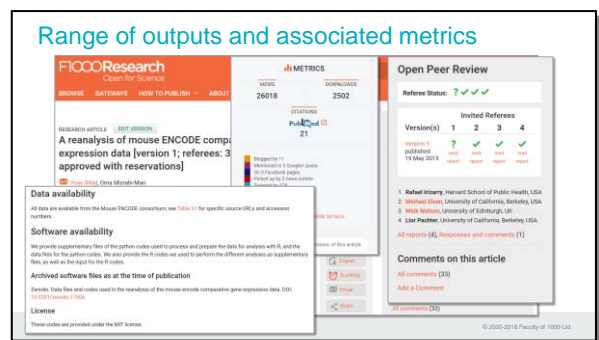 Range of outputs and associated metrics
F1000Research
Open for Science
BROWSE GATEWAYS HOW TO PUBLISH ABOUT
RESEARCH ARTICLE EDIT VERSION
A reanalysis of mouse ENCODE compa
expression data [version 1; referees: 3
approved with reservations]
Yoav Gilad, Orna Mizrahi-Man
METRICS
VIEWS
26018
DOWNLOADS
2502
CITATIONS
PubMed
21
Blogged by 11
Mentioned in 5 Google+ posts
On 3 Facebook pages
Picked up by 2 news outlets
Export
Tracking
Email
Share
All comments (33)
Data availability
All data are available from the Mouse ENCODE consortium; see Table S1 for specific source URLs and accession
numbers.
Software availability
We provide supplementary files of the python codes used to process and prepare the data for analysis with R, and the
data files for the python codes. We also provide the R codes we used to perform the different analyses as supplementary
files, as well as the input for the R codes.
Archived software files as at the time of publication
Zenodo. Data files and codes used in the reanalysis of the mouse encode comparative gene expression data. DOI:
10.5281/zenodo.17606
License
These codes are provided under the MIT license
Open Peer Review
Referee Status: ? ✓ ✓ ✓
Invited Referees
Version(s) 1 2 3 4
Version 1
published
19 May 2015
? ✓ ✓ ✓
read read read read
report report report report
1 Rafael Irizarry, Harvard School of Public Health, USA
2 Michael Eisen, University of California, Berkeley, USA
3 Mick Watson, University of Edinburgh, UK
4 Lior Pachter, University of California, Berkeley, USA
All reports (4), Responses and comments (1)
Comments on this article
All comments (33)
Add a Comment
© 2000-2018 Faculty of 1000 Ltd